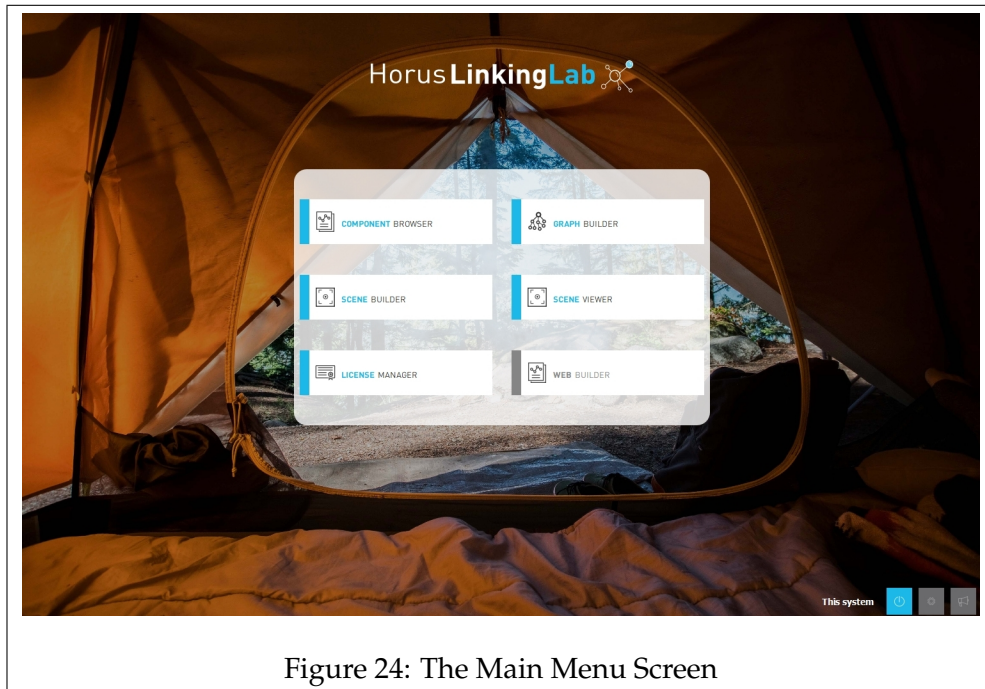 Horus LinkingLab
COMPONENT BROWSER
GRAPH BUILDER
SCENE BUILDER
SCENE VIEWER
LICENSE MANAGER
WEB BUILDER
This system
Figure 24: The Main Menu Screen